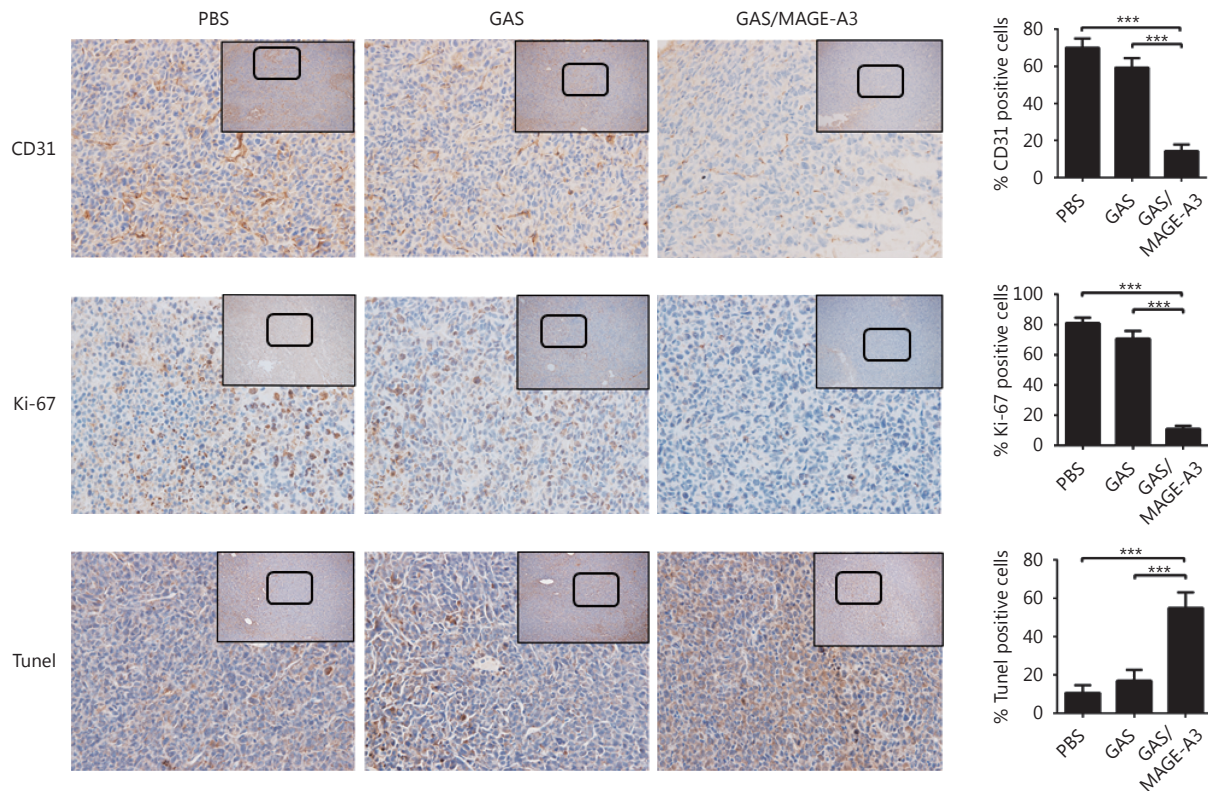 PBS
GAS
GAS/MAGE-A3
CD31
% CD31 positive cells
80
60
40
20
0
***
***
PBS
GAS
GAS/
MAGE-A3
Ki-67
% Ki-67 positive cells
100
80
60
40
20
0
***
***
PBS
GAS
GAS/
MAGE-A3
Tunel
% Tunel positive cells
80
60
40
20
0
***
***
PBS
GAS
GAS/
MAGE-A3